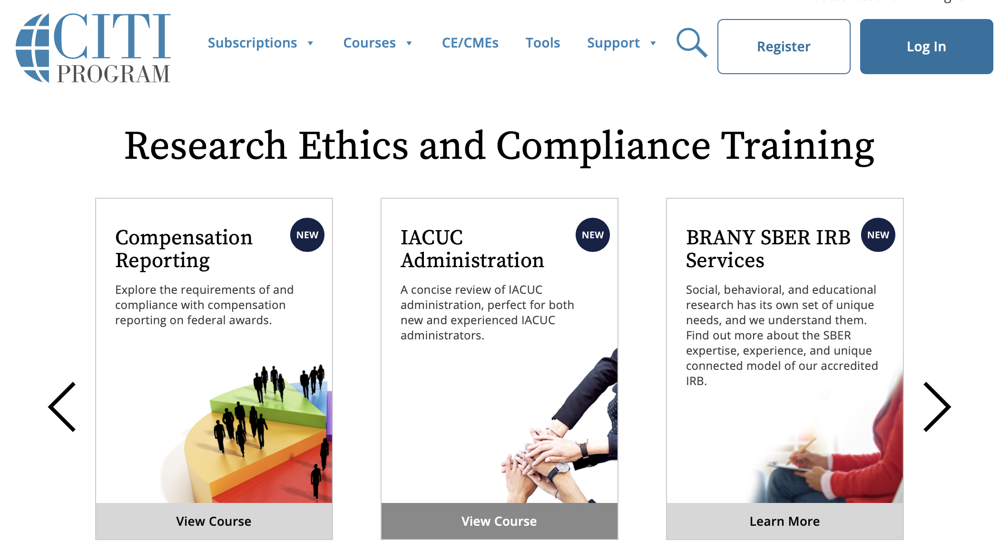 CITI
PROGRAM
Subscriptions
Courses
CE/CMEs
Tools
Support
Register
Log In
Research Ethics and Compliance Training
Compensation
Reporting
NEW
Explore the requirements of and
compliance with compensation
reporting on federal awards.
View Course
IACUC
Administration
NEW
A concise review of IACUC
administration, perfect for both
new and experienced IACUC
administrators.
View Course
BRANY SBER IRB
Services
NEW
Social, behavioral, and educational
research has its own set of unique
needs, and we understand them.
Find out more about the SBER
expertise, experience, and unique
connected model of our accredited
IRB.
Learn More